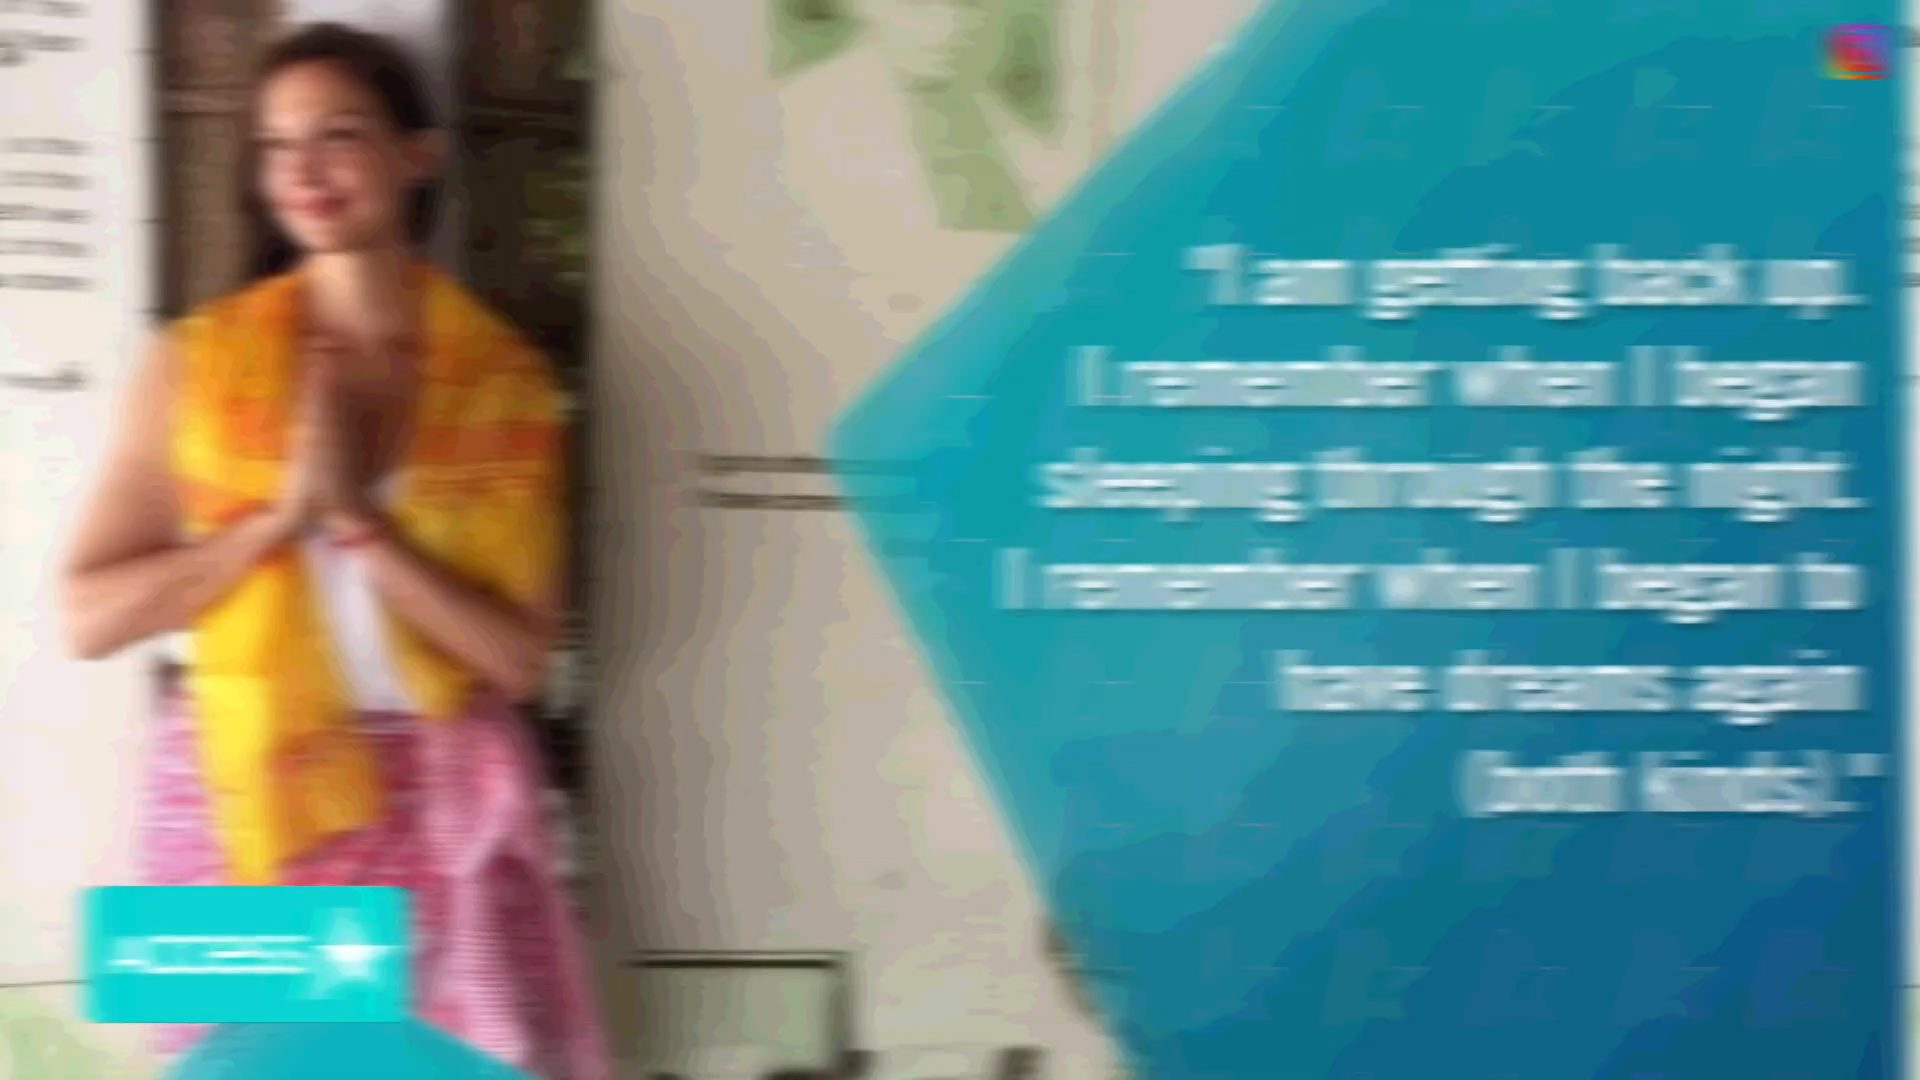 "I am getting back up.
I remember when I began
sleeping through the night.
I remember when I began to
have dreams again
(both kinds)."
ACCESS